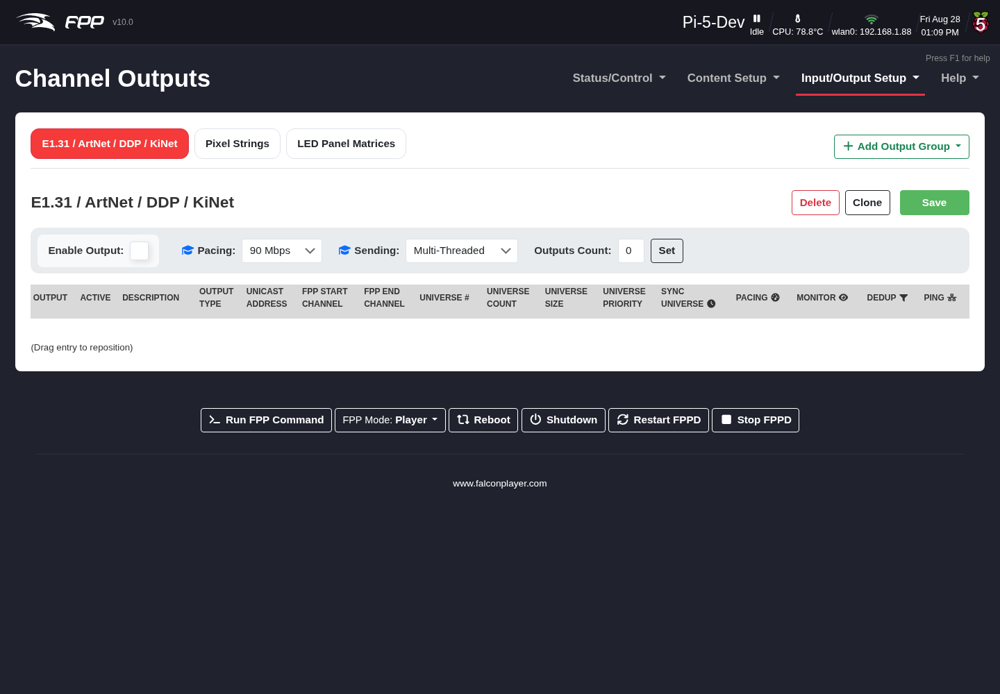 FPP v10.0
Pi-5-Dev
Idle
CPU: 78.8°C
wlan0: 192.168.1.88
Fri Aug 28
01:09 PM
5
Press F1 for help
Channel Outputs
Status/Control
Content Setup
Input/Output Setup
Help
E1.31 / ArtNet / DDP / KiNet
Pixel Strings
LED Panel Matrices
Add Output Group
E1.31 / ArtNet / DDP / KiNet
Delete
Clone
Save
Enable Output:
Pacing:
90 Mbps
Sending:
Multi-Threaded
Outputs Count:
0
Set
OUTPUT
ACTIVE
DESCRIPTION
OUTPUT
TYPE
UNICAST
ADDRESS
FPP START
CHANNEL
FPP END
CHANNEL
UNIVERSE #
UNIVERSE
COUNT
UNIVERSE
SIZE
UNIVERSE
PRIORITY
SYNC
UNIVERSE
PACING
MONITOR
DEDUP
PING
(Drag entry to reposition)
Run FPP Command
FPP Mode: Player
Reboot
Shutdown
Restart FPPD
Stop FPPD
www.falconplayer.com